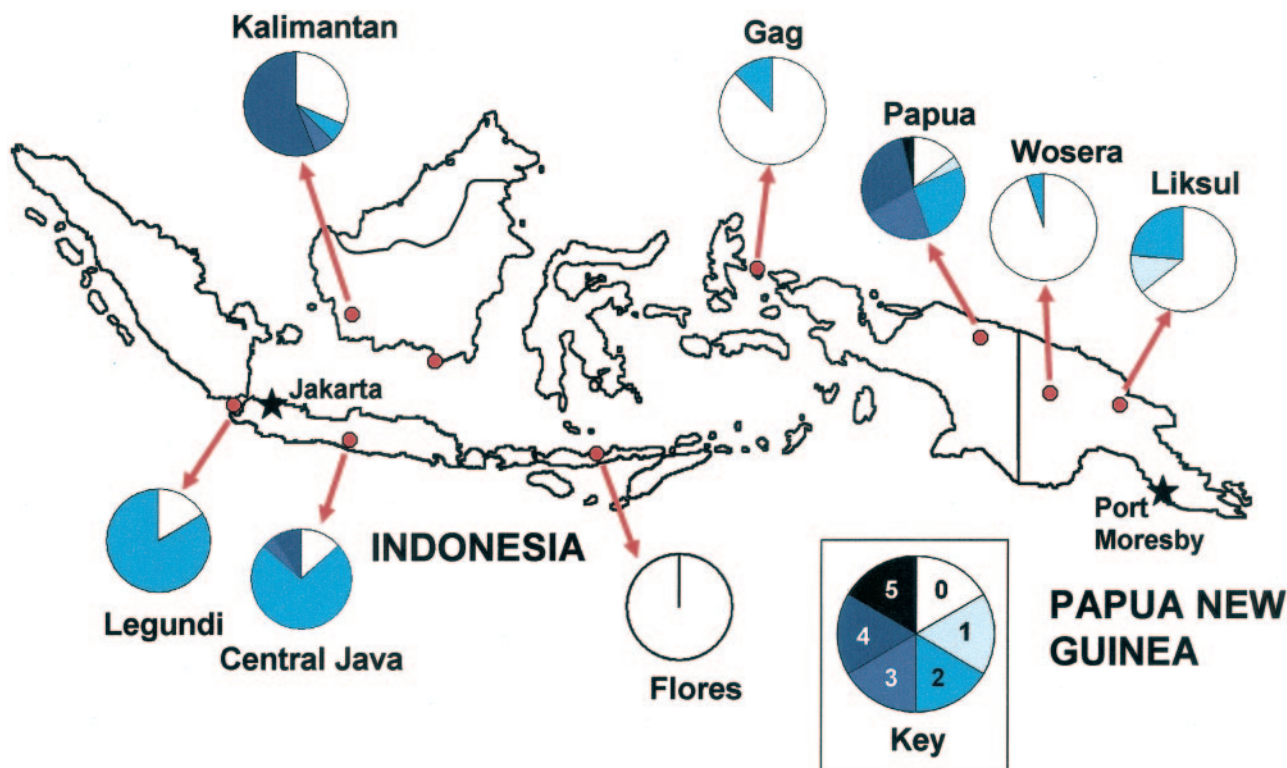 Kalimantan
Gag
Papua
Wosera
Liksul
Jakarta
Legundi
Central Java
INDONESIA
Flores
Port
Moresby
PAPUA NEW
GUINEA
5
0
4
1
3
2
Key